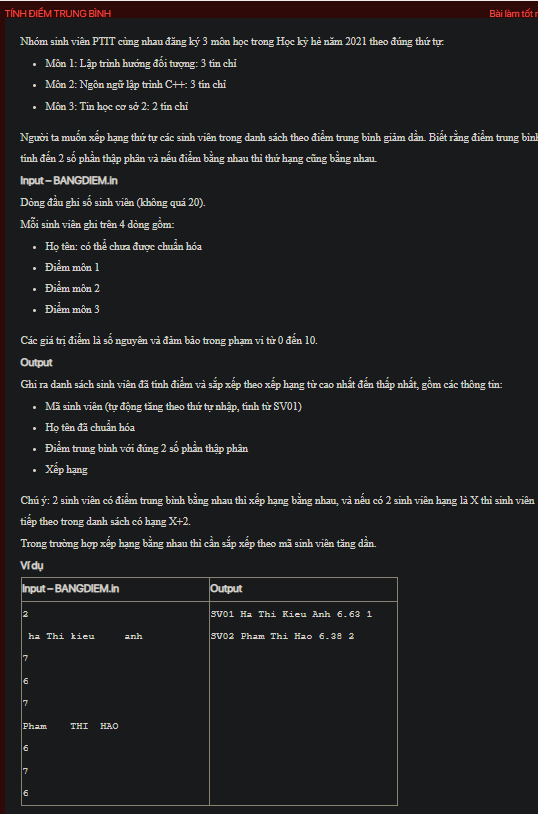 TÍNH ĐIỂM TRUNG BÌNH
Bài làm tốt
Nhóm sinh viên PTIT cùng nhau đăng ký 3 môn học trong Học kỳ hè năm 2021 theo đúng thứ tự:
• Môn 1: Lập trình hướng đối tượng: 3 tín chỉ
• Môn 2: Ngôn ngữ lập trình C++: 3 tín chỉ
• Môn 3: Tin học cơ sở 2: 2 tín chỉ
Người ta muốn xếp hạng thứ tự các sinh viên trong danh sách theo điểm trung bình giảm dần. Biết rằng điểm trung bình
tính đến 2 số phần thập phân và nếu điểm bằng nhau thì thứ hạng cũng bằng nhau.
Input – BANGDIEM.in
Dòng đầu ghi số sinh viên (không quá 20).
Mỗi sinh viên ghi trên 4 dòng gồm:
• Họ tên: có thể chưa được chuẩn hóa
• Điểm môn 1
• Điểm môn 2
• Điểm môn 3
Các giá trị điểm là số nguyên và đảm bảo trong phạm vi từ 0 đến 10.
Output
Ghi ra danh sách sinh viên đã tính điểm và sắp xếp theo xếp hạng từ cao nhất đến thấp nhất, gồm các thông tin:
• Mã sinh viên (tự động tăng theo thứ tự nhập, tính từ SV01)
• Họ tên đã chuẩn hóa
• Điểm trung bình với đúng 2 số phần thập phân
• Xếp hạng
Chú ý: 2 sinh viên có điểm trung bình bằng nhau thì xếp hạng bằng nhau, và nếu có 2 sinh viên hạng là X thì sinh viên
tiếp theo trong danh sách có hạng X+2.
Trong trường hợp xếp hạng bằng nhau thì cần sắp xếp theo mã sinh viên tăng dần.
Ví dụ
Input – BANGDIEM.in
Output
2
ha Thi kieu     anh
7
6
7
Pham    THI  HAO
6
7
6
SV01 Ha Thi Kieu Anh 6.63 1
SV02 Pham Thi Hao 6.38 2